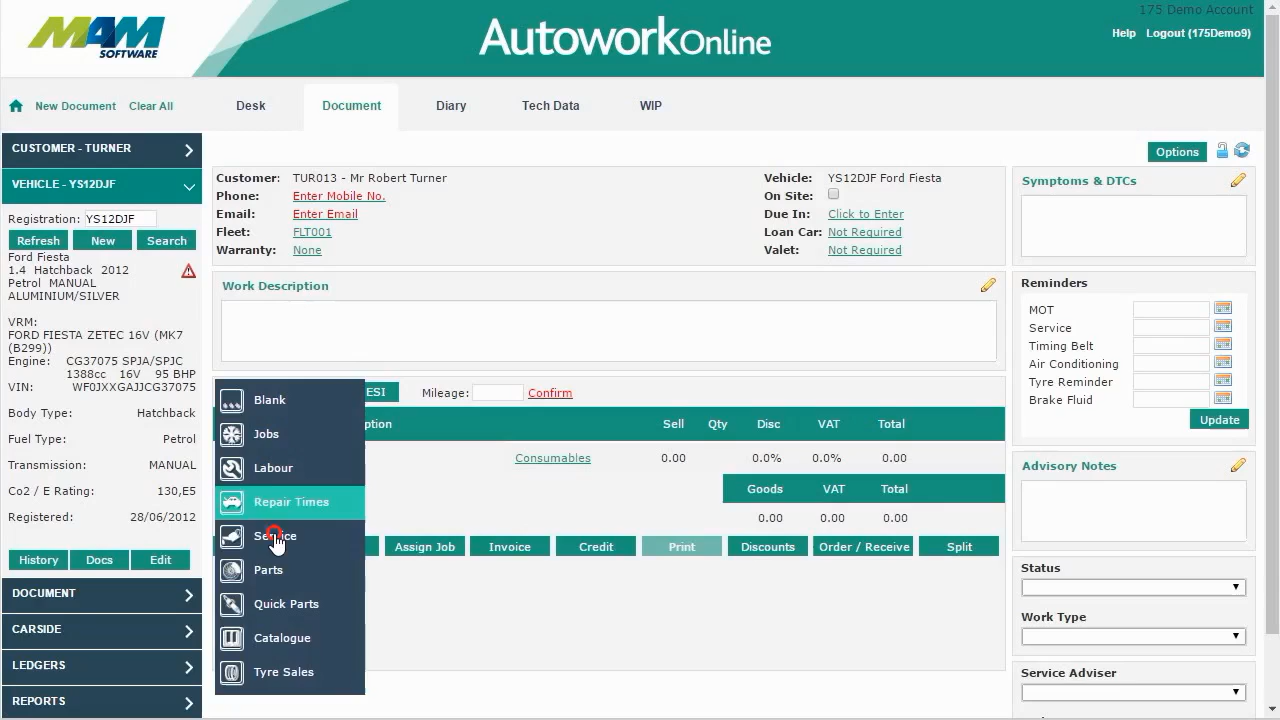 MAM
SOFTWARE
AutoworkOnline
175 Demo Account
Help Logout (175Demo9)
New Document Clear All
Desk Document Diary Tech Data WIP
CUSTOMER - TURNER
VEHICLE - YS12DJF
Registration: YS12DJF
Refresh New Search
Ford Fiesta
1.4 Hatchback 2012
Petrol MANUAL
ALUMINIUM/SILVER
VRM:
FORD FIESTA ZETEC 16V (MK7
(B299))
Engine: CG37075 SPJA/SPJC
1388cc 16V 95 BHP
VIN: WF0JXXGAJJCG37075
Body Type: Hatchback
Fuel Type: Petrol
Transmission: MANUAL
Co2 / E Rating: 130,E5
Registered: 28/06/2012
History Docs Edit
DOCUMENT
CARSIDE
LEDGERS
REPORTS
Options
Customer: TUR013 - Mr Robert Turner
Phone: Enter Mobile No.
Email: Enter Email
Fleet: FLT001
Warranty: None
Vehicle: YS12DJF Ford Fiesta
On Site:
Due In: Click to Enter
Loan Car: Not Required
Valet: Not Required
Work Description
Blank
Jobs
Labour
Repair Times
Service
Parts
Quick Parts
Catalogue
Tyre Sales
ESI Mileage: Confirm
ption Sell Qty Disc VAT Total
Consumables 0.00 0.0% 0.0% 0.00
Goods VAT Total
0.00 0.00 0.00
Assign Job Invoice Credit Print Discounts Order / Receive Split
Symptoms & DTCs
Reminders
MOT
Service
Timing Belt
Air Conditioning
Tyre Reminder
Brake Fluid
Update
Advisory Notes
Status
Work Type
Service Adviser